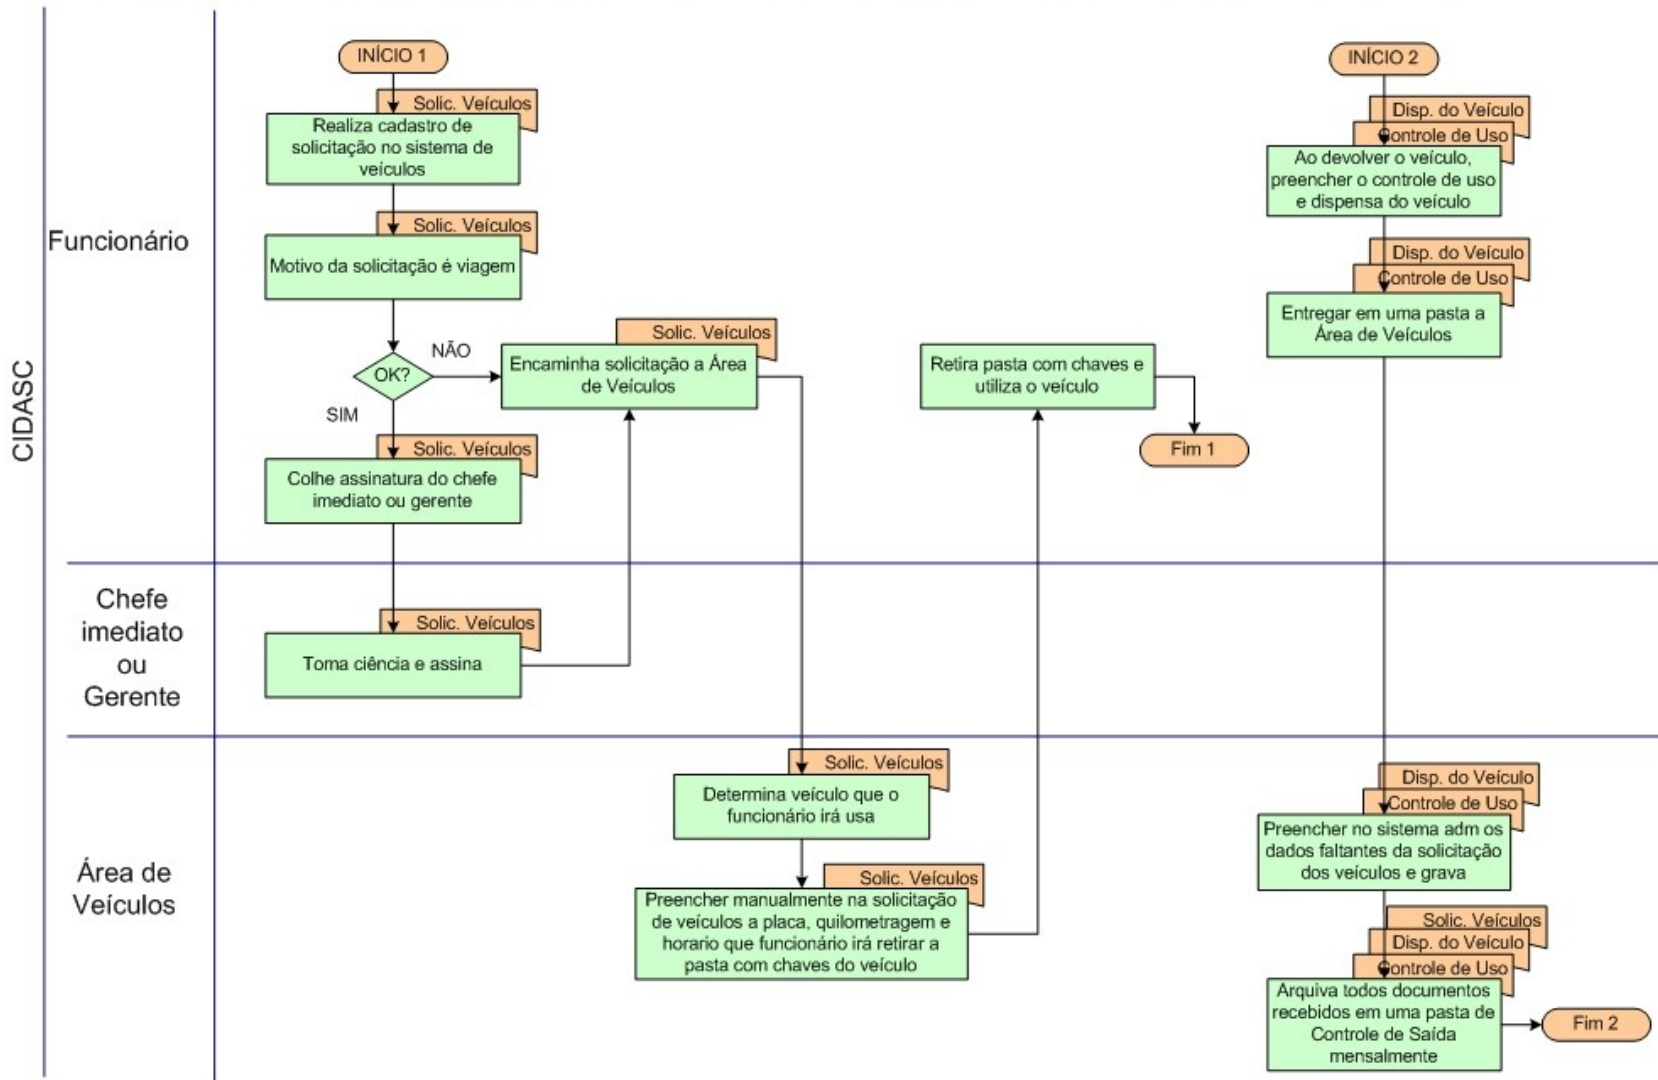 CIDASC
Funcionário
INÍCIO 1
Solic. Veículos
Realiza cadastro de
solicitação no sistema de
veículos
Solic. Veículos
Motivo da solicitação é viagem
OK?
NÃO
SIM
Solic. Veículos
Encaminha solicitação a Área
de Veículos
Solic. Veículos
Colhe assinatura do chefe
imediato ou gerente
Retira pasta com chaves e
utiliza o veículo
Fim 1
INÍCIO 2
Disp. do Veículo
Controle de Uso
Ao devolver o veículo,
preencher o controle de uso
e dispensa do veículo
Disp. do Veículo
Controle de Uso
Entregar em uma pasta a
Área de Veículos
Chefe
imediato
ou
Gerente
Solic. Veículos
Toma ciência e assina
Área de
Veículos
Solic. Veículos
Determina veículo que o
funcionário irá usa
Solic. Veículos
Preencher manualmente na solicitação
de veículos a placa, quilometragem e
horario que funcionário irá retirar a
pasta com chaves do veículo
Disp. do Veículo
Controle de Uso
Preencher no sistema adm os
dados faltantes da solicitação
dos veículos e grava
Solic. Veículos
Disp. do Veículo
Controle de Uso
Arquiva todos documentos
recebidos em uma pasta de
Controle de Saída
mensalmente
Fim 2